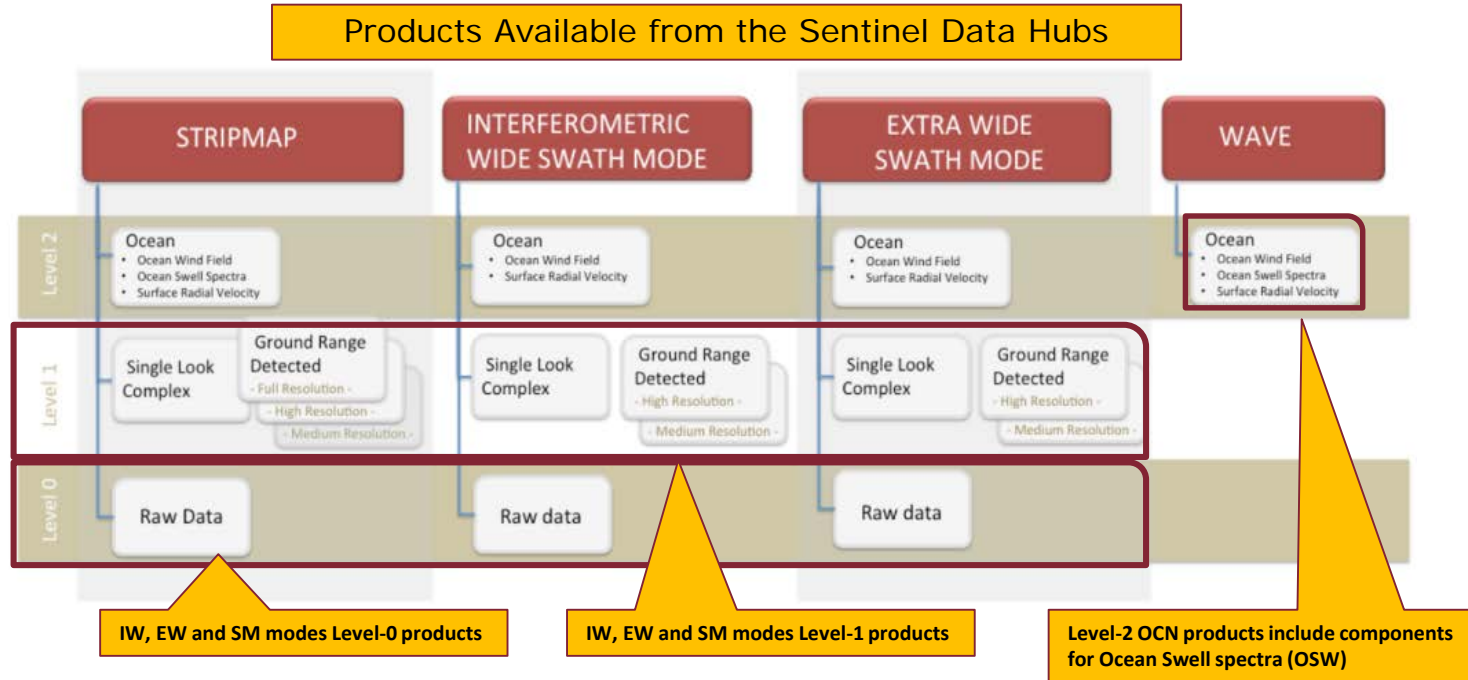 Products Available from the Sentinel Data Hubs
STRIPMAP
INTERFEROMETRIC
WIDE SWATH MODE
EXTRA WIDE
SWATH MODE
WAVE
Level 2
Ocean
• Ocean Wind Field
• Ocean Swell Spectra
• Surface Radial Velocity
Ocean
• Ocean Wind Field
• Surface Radial Velocity
Ocean
• Ocean Wind Field
• Surface Radial Velocity
Ocean
• Ocean Wind Field
• Ocean Swell Spectra
• Surface Radial Velocity
Level 1
Single Look
Complex
Ground Range
Detected
- Full Resolution -
- High Resolution -
- Medium Resolution -
Single Look
Complex
Ground Range
Detected
- High Resolution -
- Medium Resolution -
Single Look
Complex
Ground Range
Detected
- High Resolution -
- Medium Resolution -
Level 0
Raw Data
Raw data
Raw data
IW, EW and SM modes Level-0 products
IW, EW and SM modes Level-1 products
Level-2 OCN products include components
for Ocean Swell spectra (OSW)